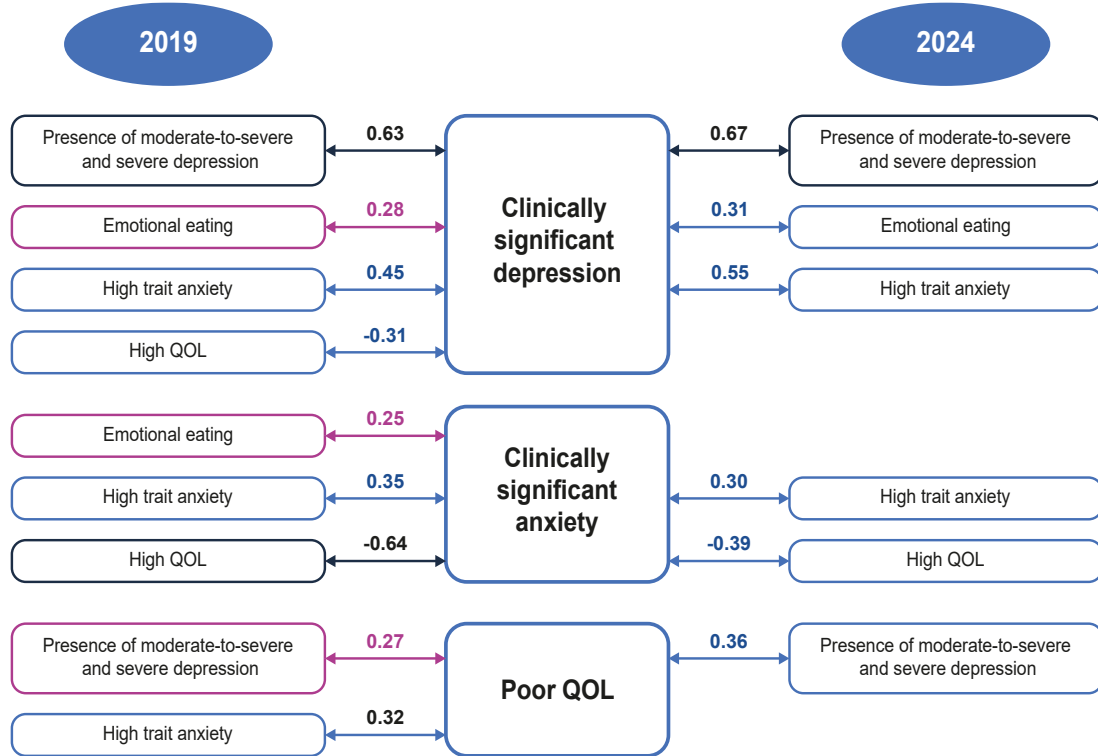 2019
2024
Presence of moderate-to-severe
and severe depression
0.63
Clinically
significant
depression
0.67
Presence of moderate-to-severe
and severe depression
Emotional eating
0.28
0.31
Emotional eating
High trait anxiety
0.45
0.55
High trait anxiety
High QOL
-0.31
Emotional eating
0.25
Clinically
significant
anxiety
High trait anxiety
0.35
0.30
High trait anxiety
High QOL
-0.64
-0.39
High QOL
Presence of moderate-to-severe
and severe depression
0.27
Poor QOL
0.36
Presence of moderate-to-severe
and severe depression
High trait anxiety
0.32